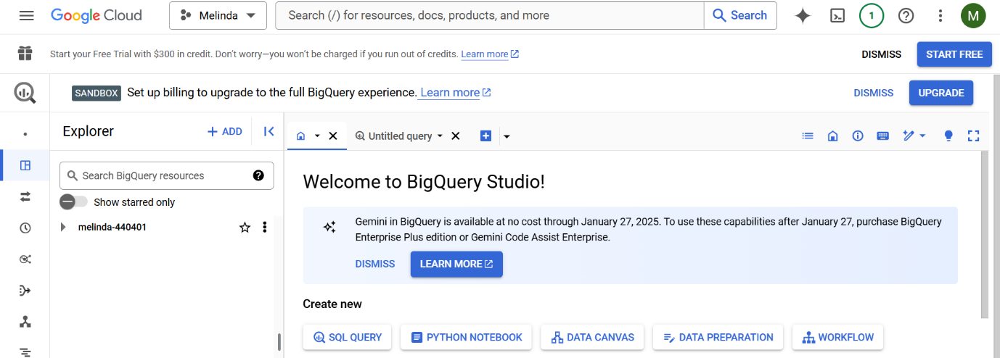 Google Cloud
Melinda
Search (/) for resources, docs, products, and more
Search
1
M
Start your Free Trial with $300 in credit. Don't worry—you won't be charged if you run out of credits. Learn more
DISMISS
START FREE
SANDBOX Set up billing to upgrade to the full BigQuery experience. Learn more
DISMISS
UPGRADE
Explorer
+ ADD
Untitled query
Search BigQuery resources
?
Show starred only
melinda-440401
Welcome to BigQuery Studio!
Gemini in BigQuery is available at no cost through January 27, 2025. To use these capabilities after January 27, purchase BigQuery
Enterprise Plus edition or Gemini Code Assist Enterprise.
DISMISS
LEARN MORE
Create new
SQL QUERY
PYTHON NOTEBOOK
DATA CANVAS
DATA PREPARATION
WORKFLOW